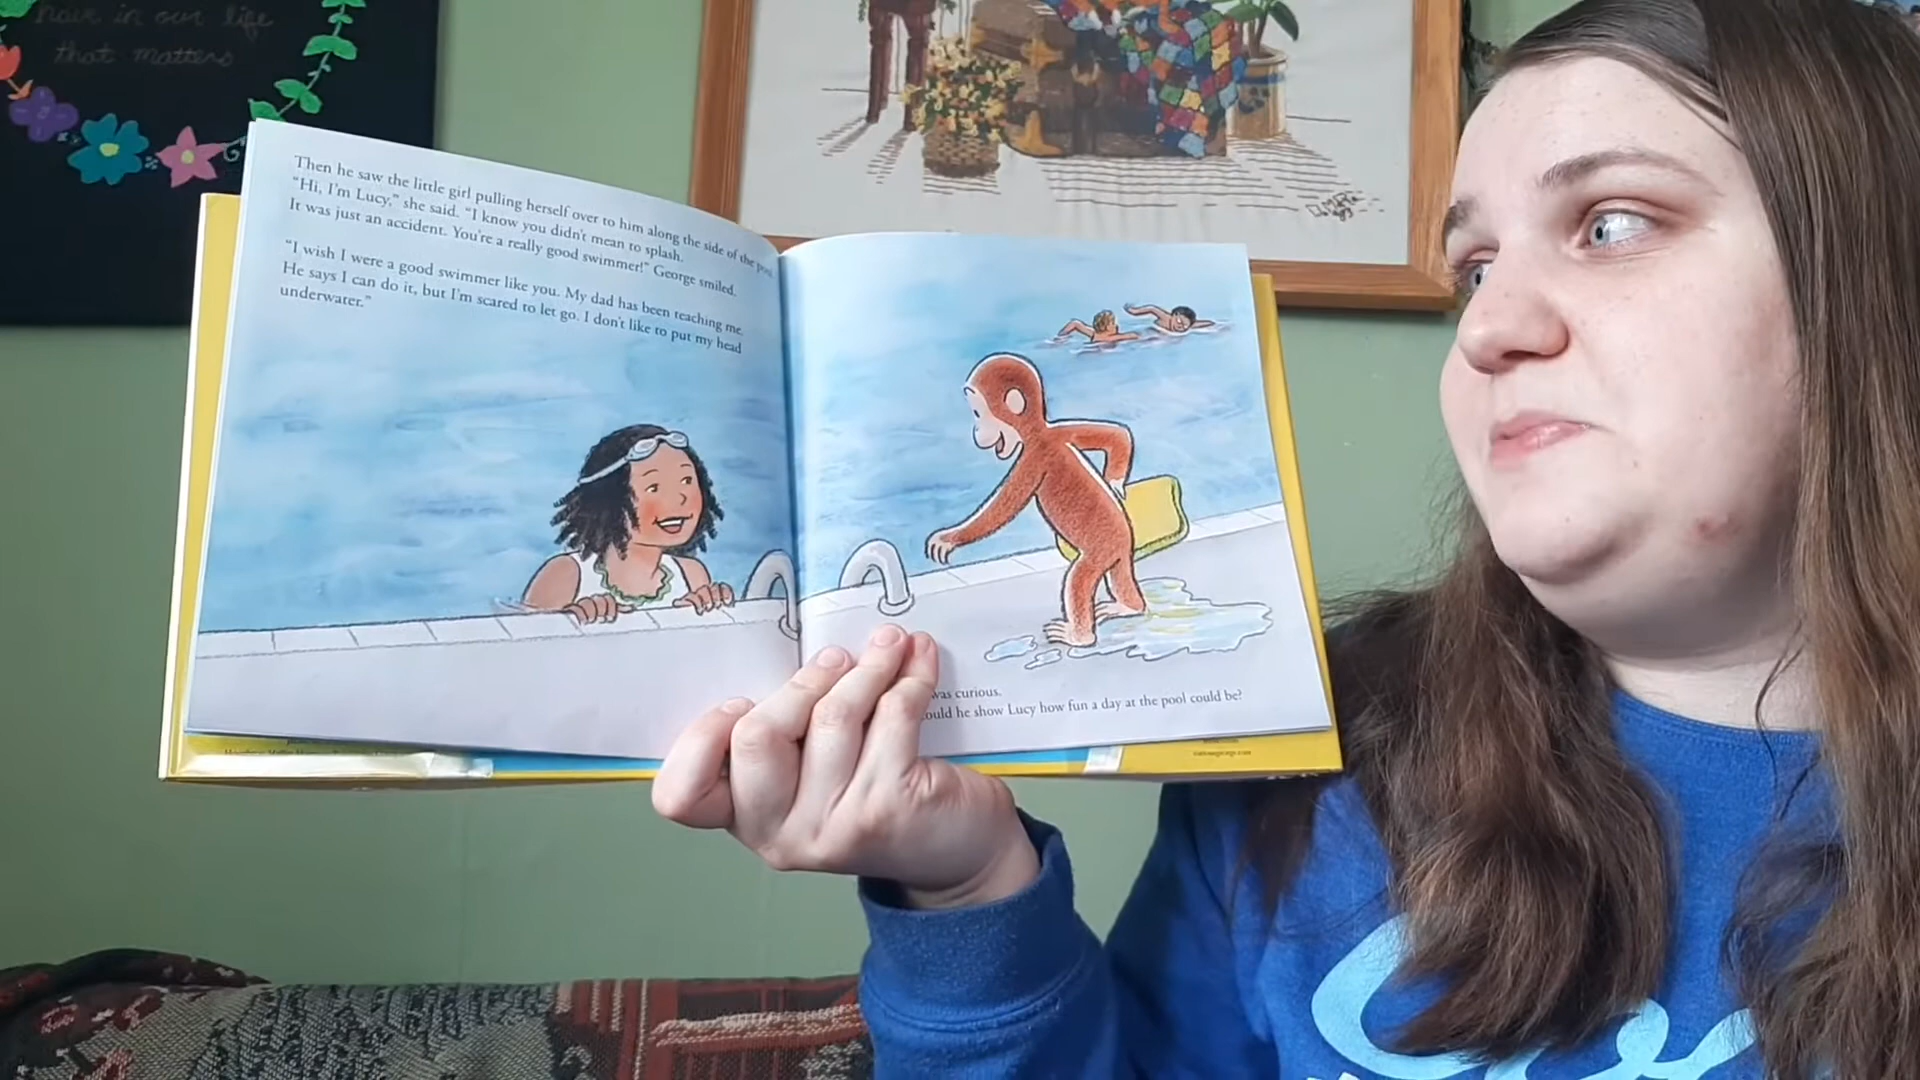 have in our life
that matters
Then he saw the little girl pulling herself over to him along the side of the pool.
"Hi, I'm Lucy," she said. "I know you didn't mean to splash.
It was just an accident. You're a really good swimmer!" George smiled.
"I wish I were a good swimmer like you. My dad has been teaching me.
He says I can do it, but I'm scared to let go. I don't like to put my head
underwater."
was curious.
ould he show Lucy how fun a day at the pool could be?